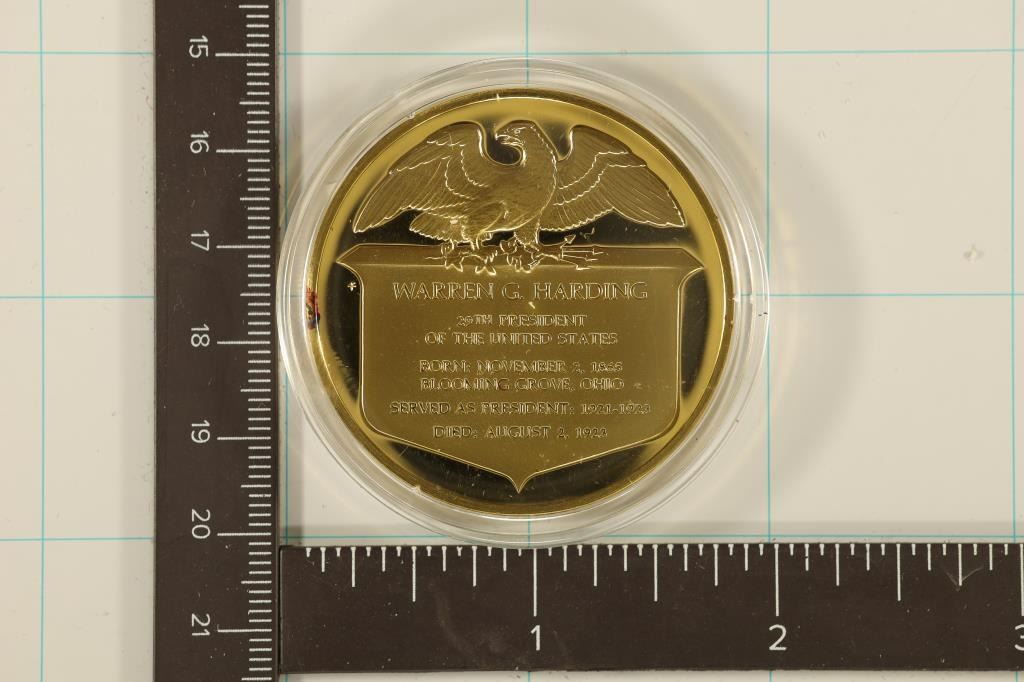 WARREN G. HARDING
29TH PRESIDENT
OF THE UNITED STATES
BORN: NOVEMBER 2, 1865
BLOOMING GROVE, OHIO
SERVED AS PRESIDENT: 1921-1923
DIED: AUGUST 2, 1923
15
16
17
18
19
20
21
1 2 3